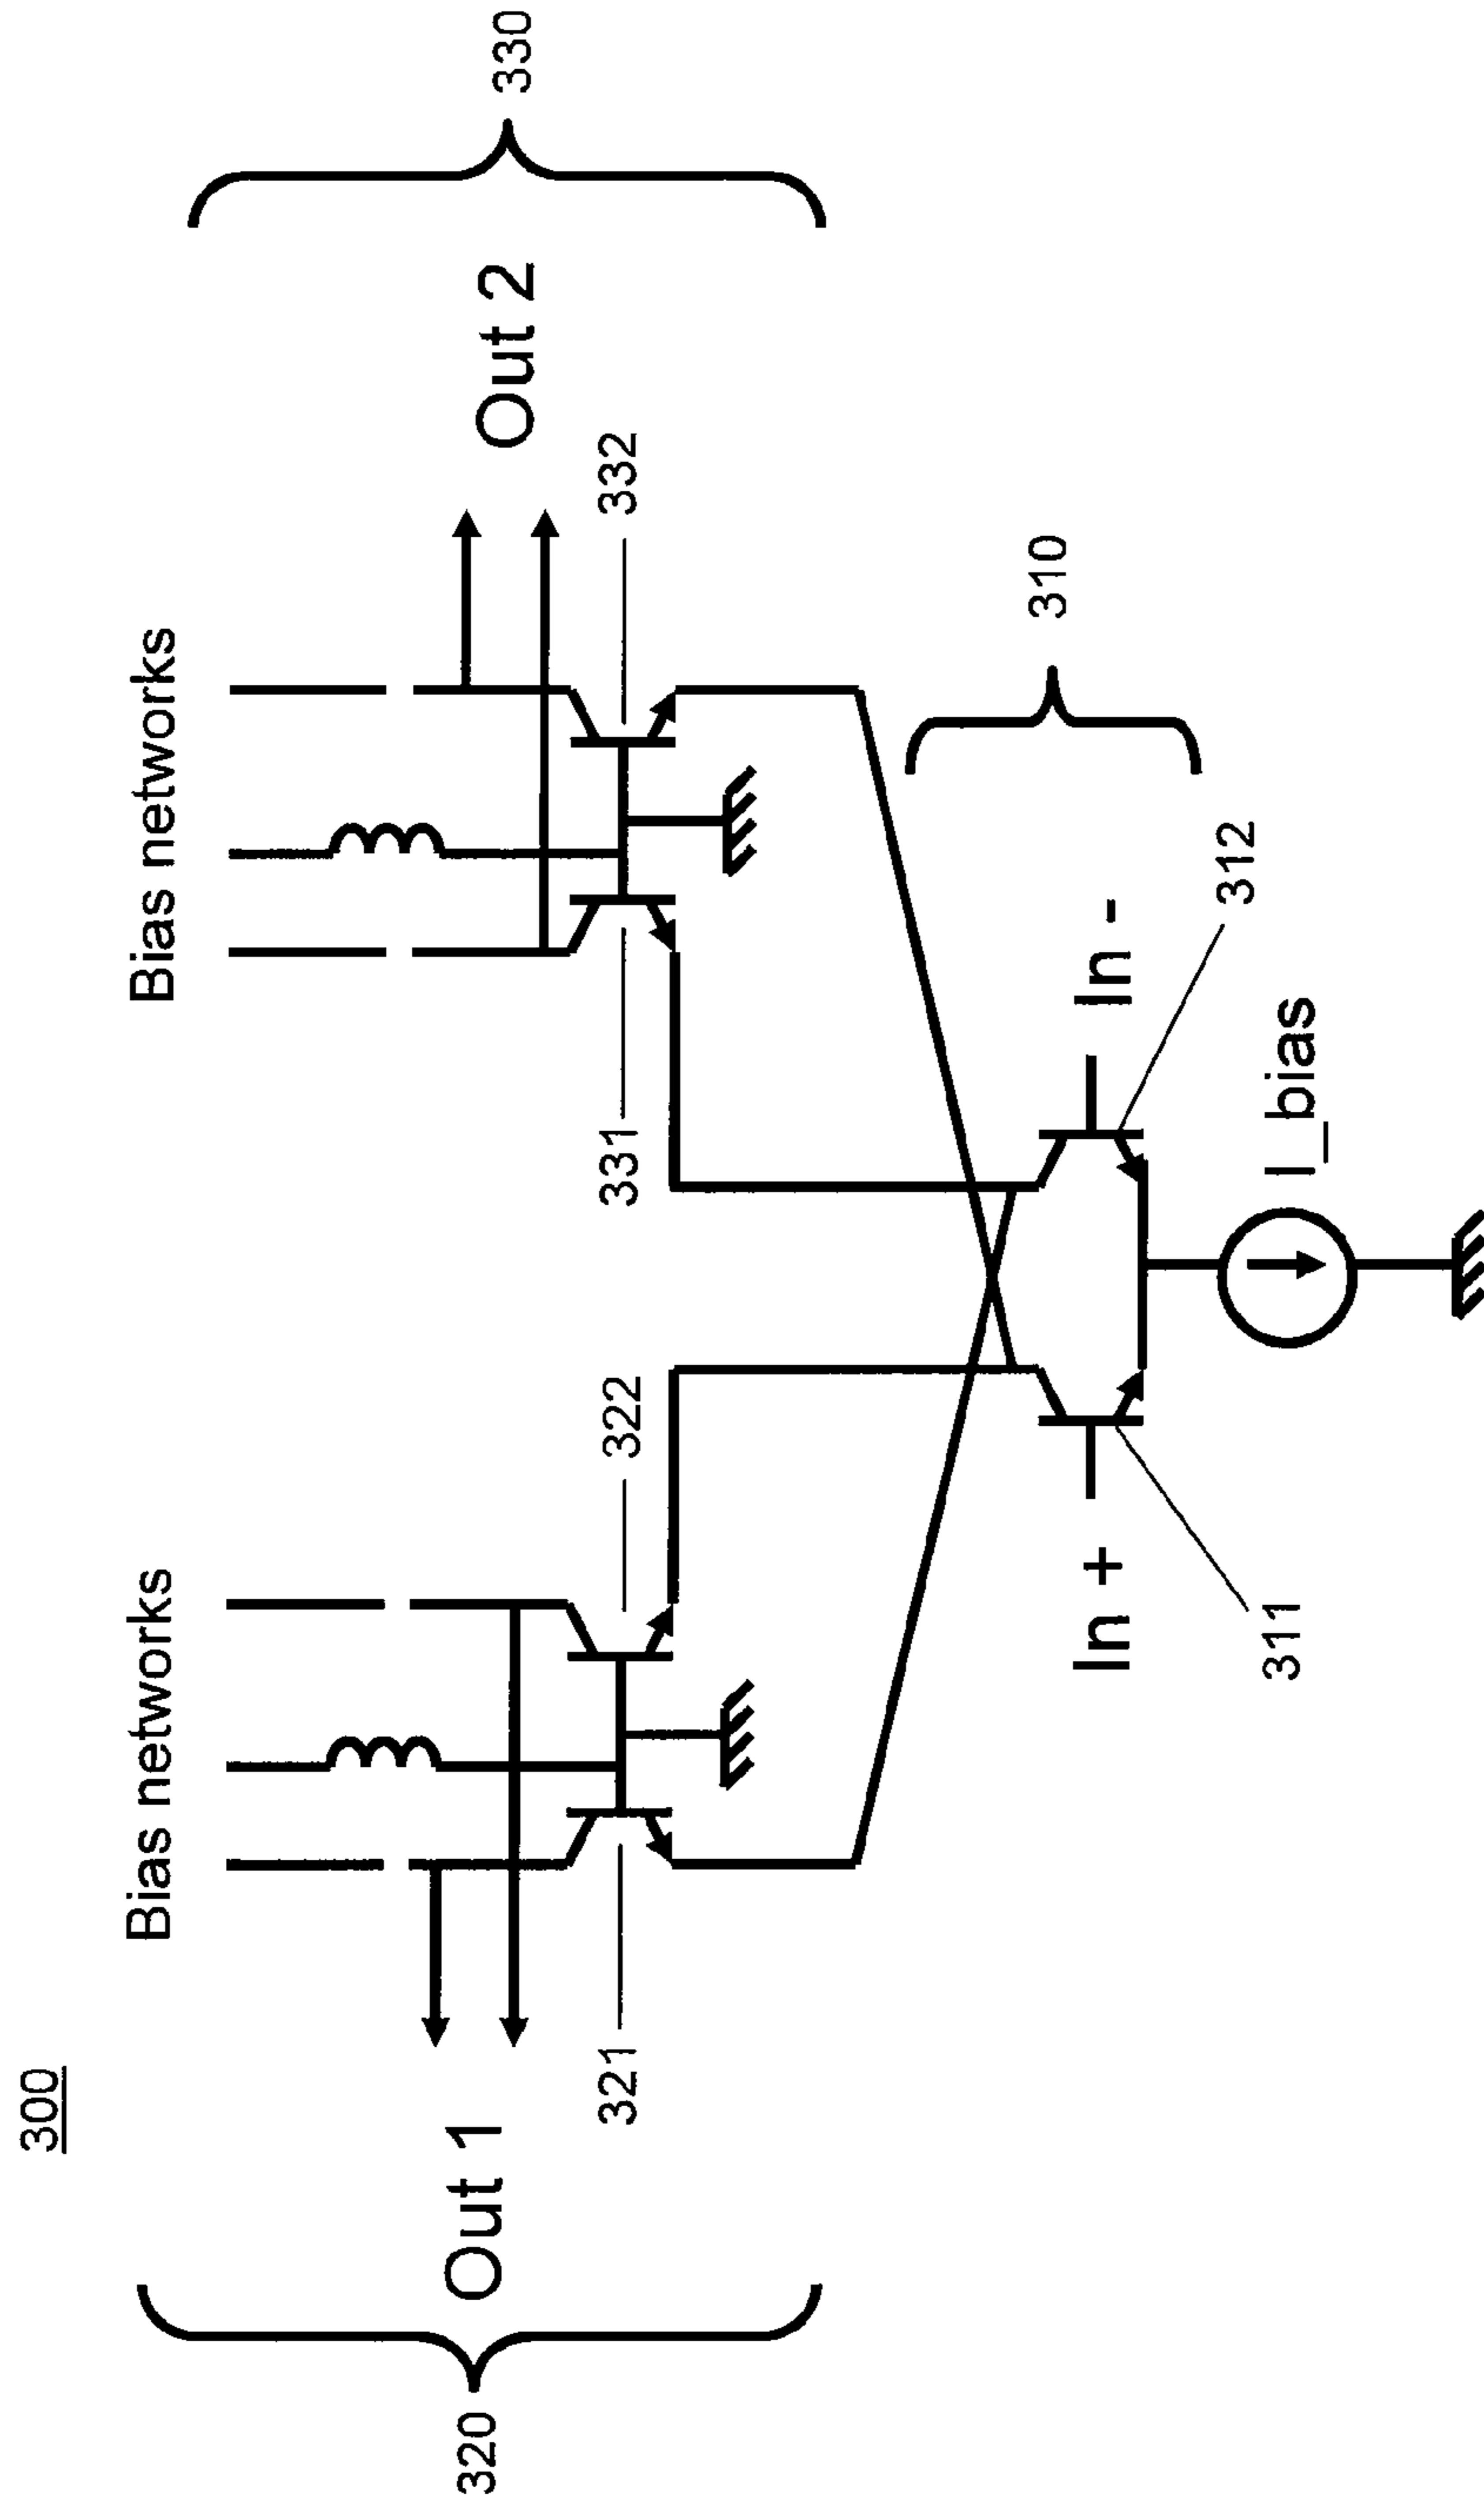 300
Bias networks
Bias networks
320
Out 1
Out 2
330
321
322
331
332
In +
In -
310
311
312
I_bias